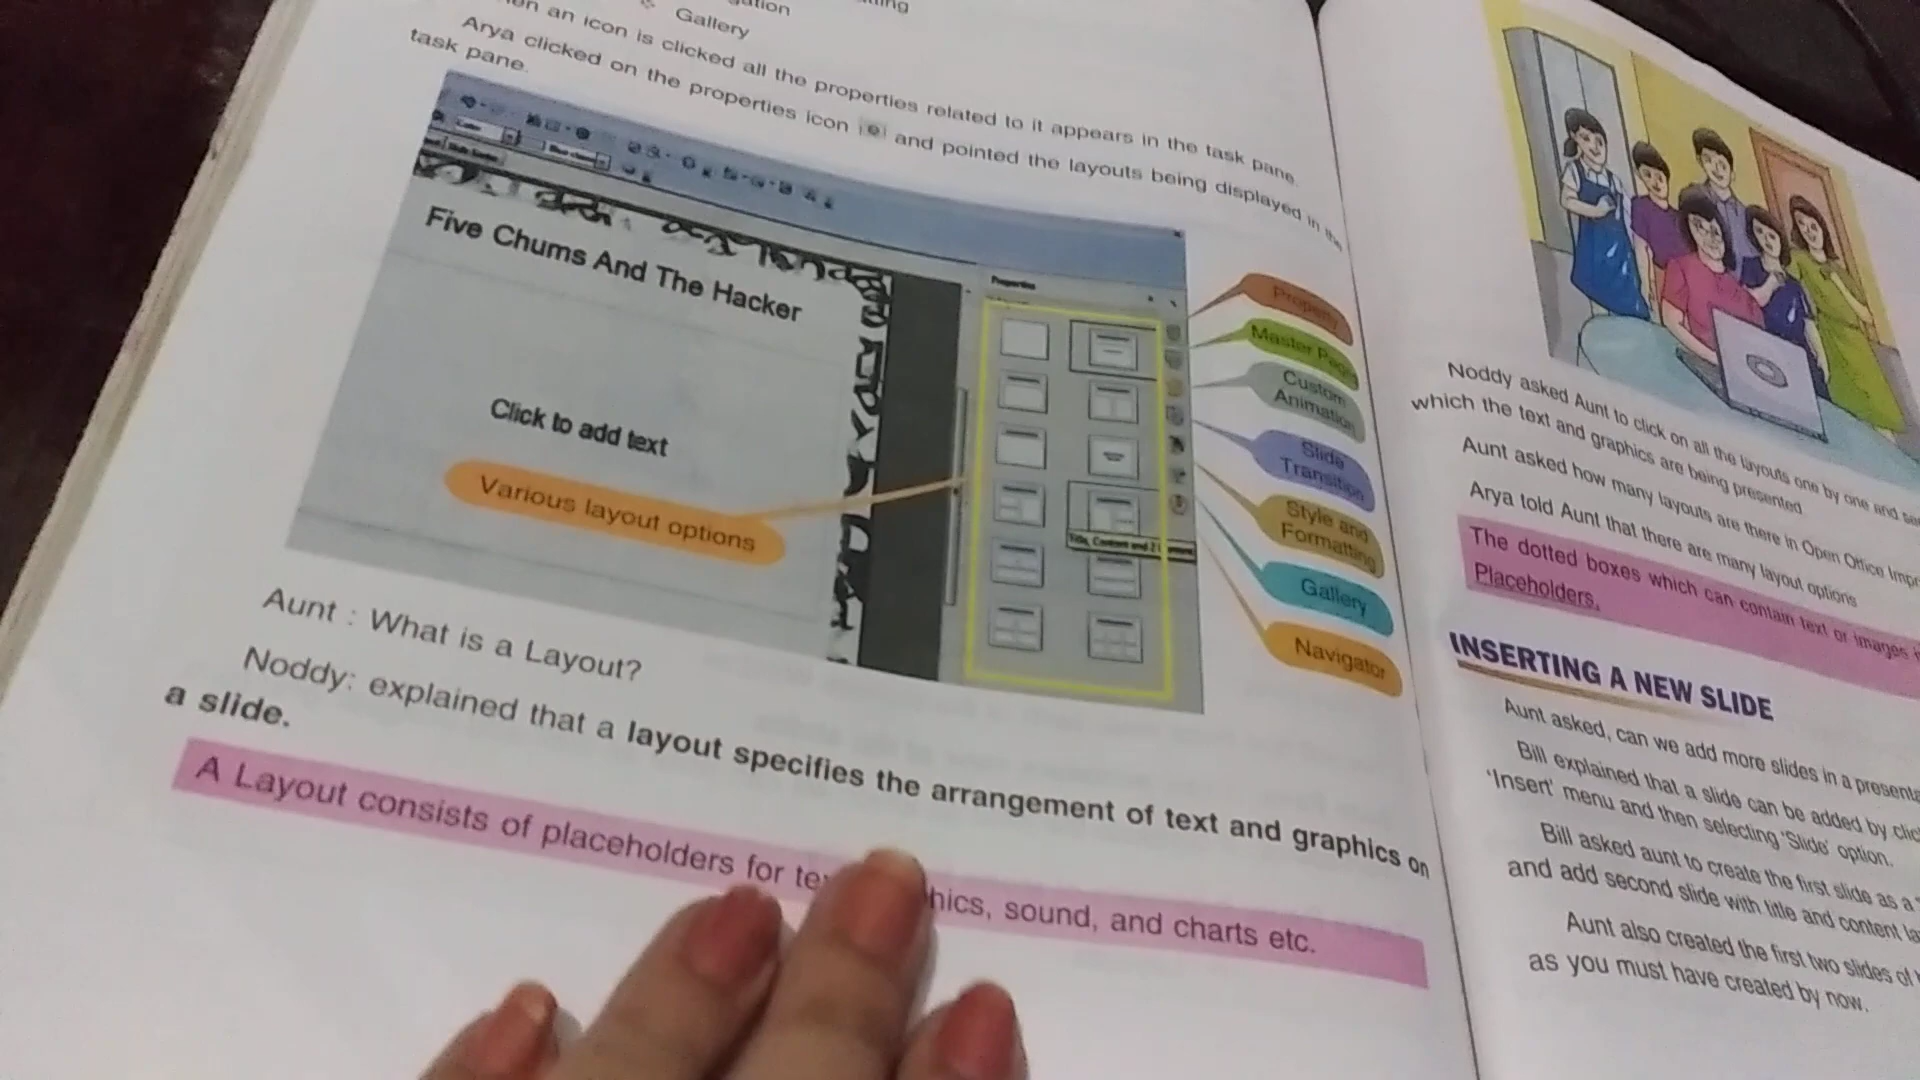 Gallery
an icon is clicked all the properties related to it appears in the task pane.
Arya clicked on the properties icon and pointed the layouts being displayed in the
task pane.
Five Chums And The Hacker
Click to add text
Various layout options
Properties
Property
Master Page
Custom
Animation
Slide
Transition
Style and
Formatting
Gallery
Navigator
Aunt : What is a Layout?
Noddy: explained that a layout specifies the arrangement of text and graphics on
a slide.
A Layout consists of placeholders for hics, sound, and charts etc.
Noddy asked Aunt to click on all the layouts one by one and
which the text and graphics are being presented
Aunt asked how many layouts are there in Open Office
Arya told Aunt that there are many layout options
The dotted boxes which can contain text or images
Placeholders.
INSERTING A NEW SLIDE
Aunt asked, can we add more slides in a
Bill explained that a slide can be added by
'Insert' menu and then selecting 'Slide' option.
Bill asked aunt to create the first slide as a
and add second slide with title and content
Aunt also created the first two slides of
as you must have created by now.